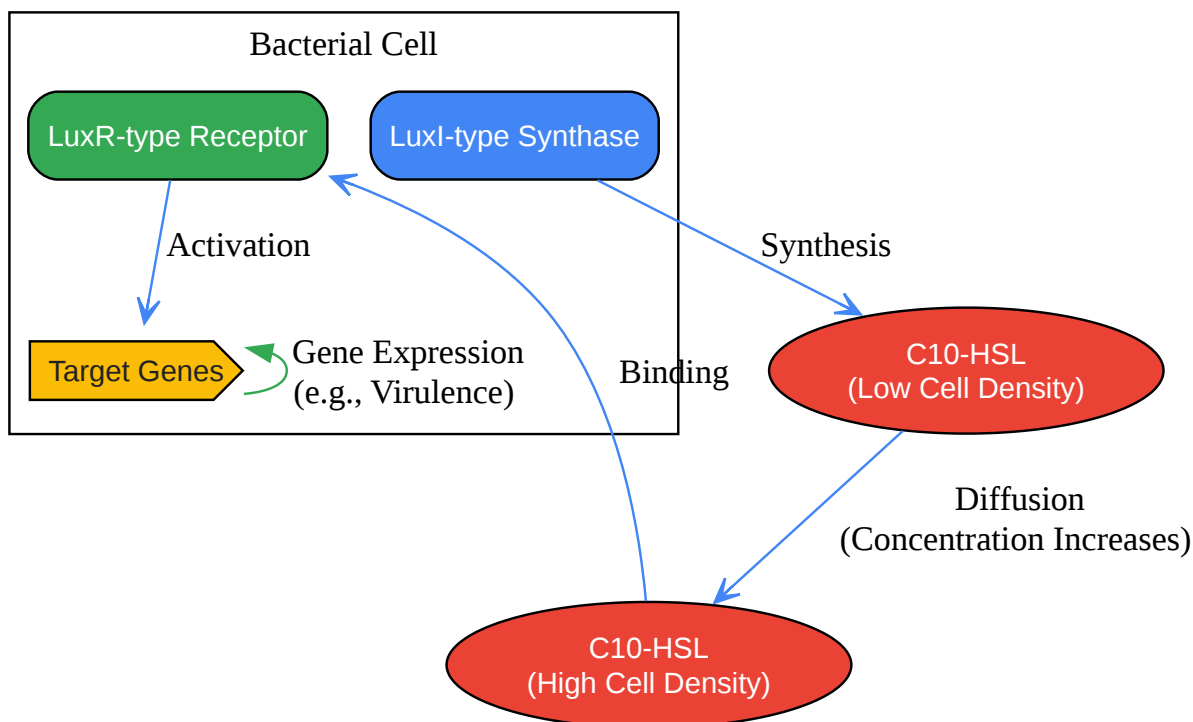 Bacterial Cell
LuxR-type Receptor
LuxI-type Synthase
Activation
Synthesis
Target Genes
Gene Expression
(e.g., Virulence)
Binding
C10-HSL
(Low Cell Density)
Diffusion
(Concentration Increases)
C10-HSL
(High Cell Density)